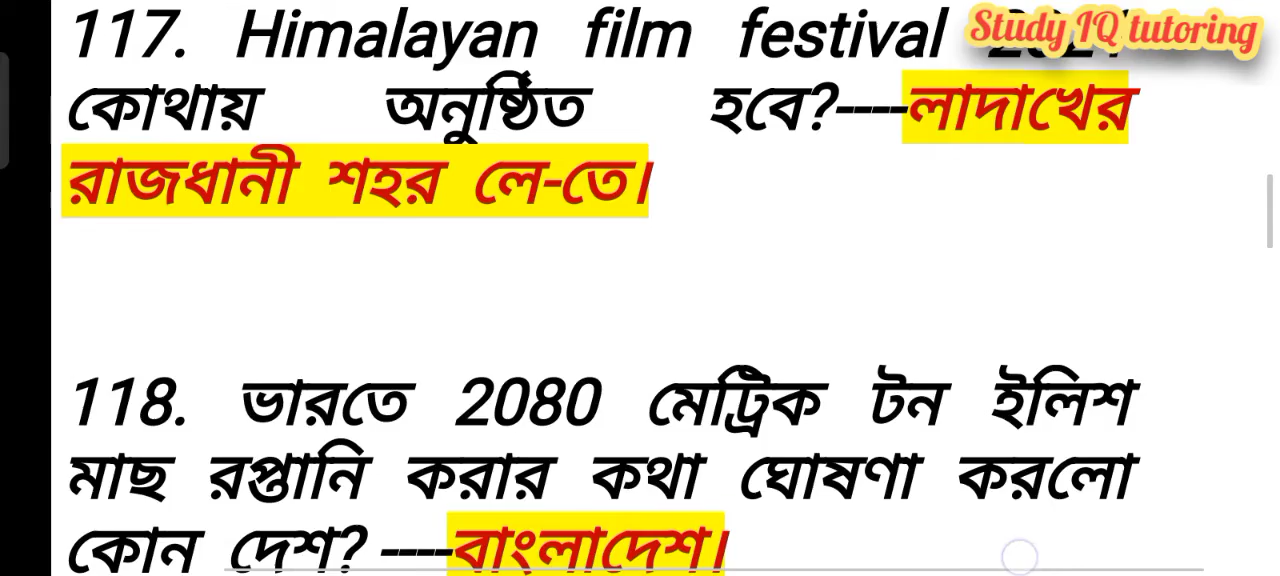 117. Himalayan film festival 2021
Study IQ tutoring
কোথায় অনুষ্ঠিত হবে?----লাদাখের
রাজধানী শহর লে-তে।
118. ভারতে 2080 মেট্রিক টন ইলিশ
মাছ রপ্তানি করার কথা ঘোষণা করলো
কোন দেশ? ----বাংলাদেশ।